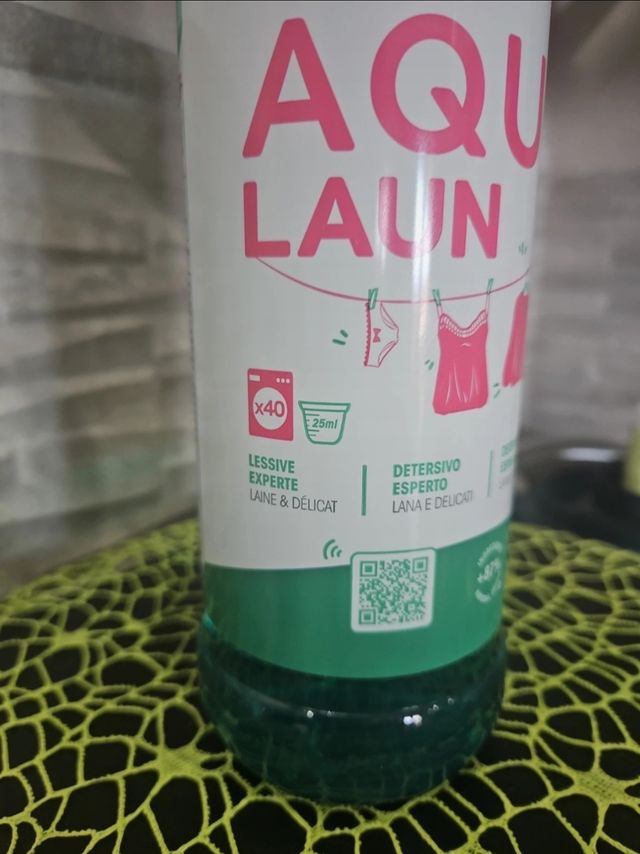 AQU
LAUN
x40
25ml
LESSIVE
EXPERTE
LAINE & DÉLICAT
DETERSIVO
ESPERTO
LANA E DELICATI